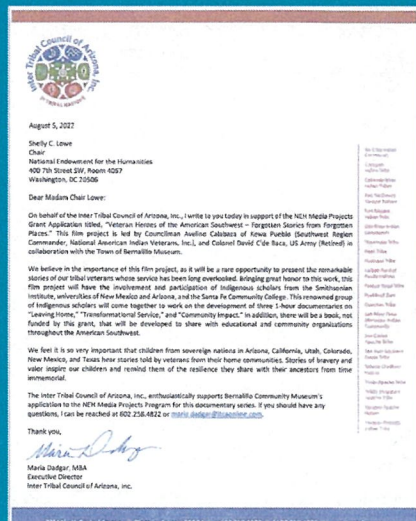 Inter Tribal Council of Arizona, Inc.
21 TRIBAL NATIONS
August 5, 2022
Shelly C. Lowe
Chair
National Endowment for the Humanities
400 7th Street SW, Room 4057
Washington, DC 20506
Dear Madam Chair Lowe:
On behalf of the Inter Tribal Council of Arizona, Inc., I write to you today in support of the NEH Media Projects
Grant Application titled, "Veteran Heroes of the American Southwest – Forgotten Stories from Forgotten
Places." This film project is led by Councilman Avelino Calabaza of Kewa Pueblo (Southwest Region
Commander, National American Indian Veterans, Inc.), and Colonel David C'de Baca, US Army (Retired) in
collaboration with the Town of Bernalillo Museum.
We believe in the importance of this film project, as it will be a rare opportunity to present the remarkable
stories of our tribal veterans whose service has been long overlooked. Bringing great honor to this work, this
film project will have the involvement and participation of Indigenous scholars from the Smithsonian
Institute, universities of New Mexico and Arizona, and the Santa Fe Community College. This renowned group
of Indigenous scholars will come together to work on the development of three 1-hour documentaries on
"Leaving Home," "Transformational Service," and "Community Impact." In addition, there will be a book, not
funded by this grant, that will be developed to share with educational and community organizations
throughout the American Southwest.
We feel it is so very important that children from sovereign nations in Arizona, California, Utah, Colorado,
New Mexico, and Texas hear stories told by veterans from their home communities. Stories of bravery and
valor inspire our children and remind them of the resilience they share with their ancestors from time
immemorial.
The Inter Tribal Council of Arizona, Inc., enthusiastically supports Bernalillo Community Museum's
application to the NEH Media Projects Program for this documentary series. If you should have any
questions, I can be reached at 602.258.4822 or maria.dadgar@itcaonline.com.
Thank you,
Maria Dadgar, MBA
Executive Director
Inter Tribal Council of Arizona, Inc.